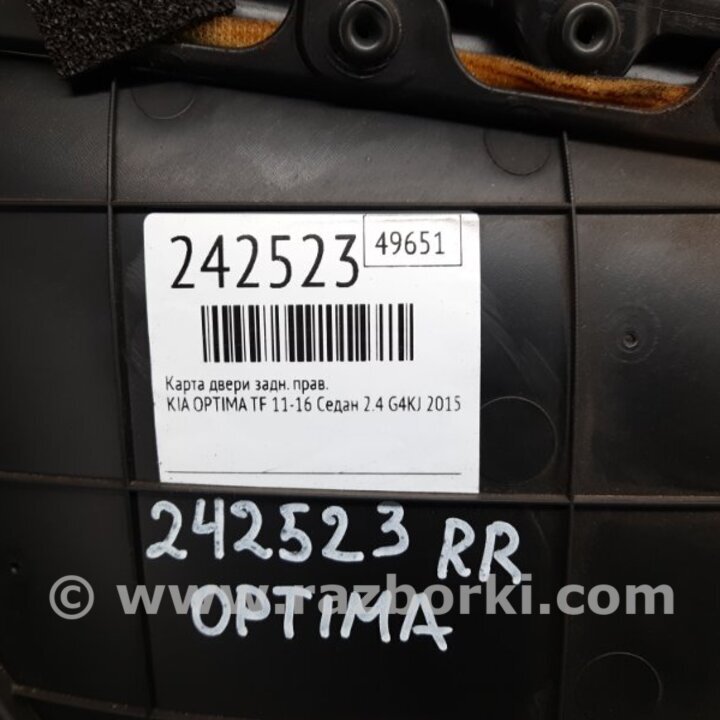 242523
49651
Карта двери задн. прав.
KIA OPTIMA TF 11-16 Седан 2.4 G4KJ 2015
242523 RR
© www.razborki.com
OPTIMA